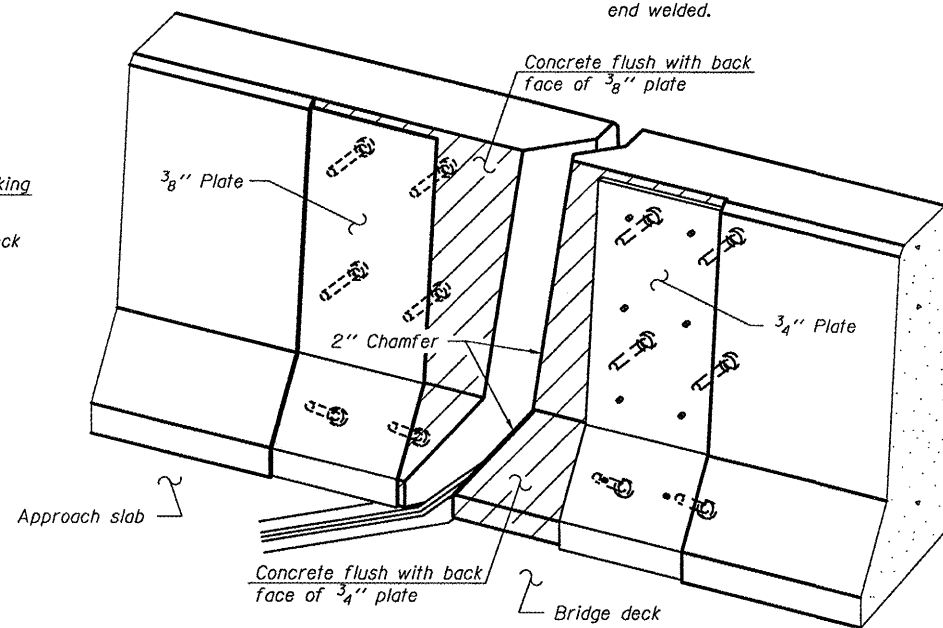 end welded.
Concrete flush with back
face of 3/8" plate
3/8" Plate
2" Chamfer
3/4" Plate
Approach slab
Concrete flush with back
face of 3/4" plate
Bridge deck